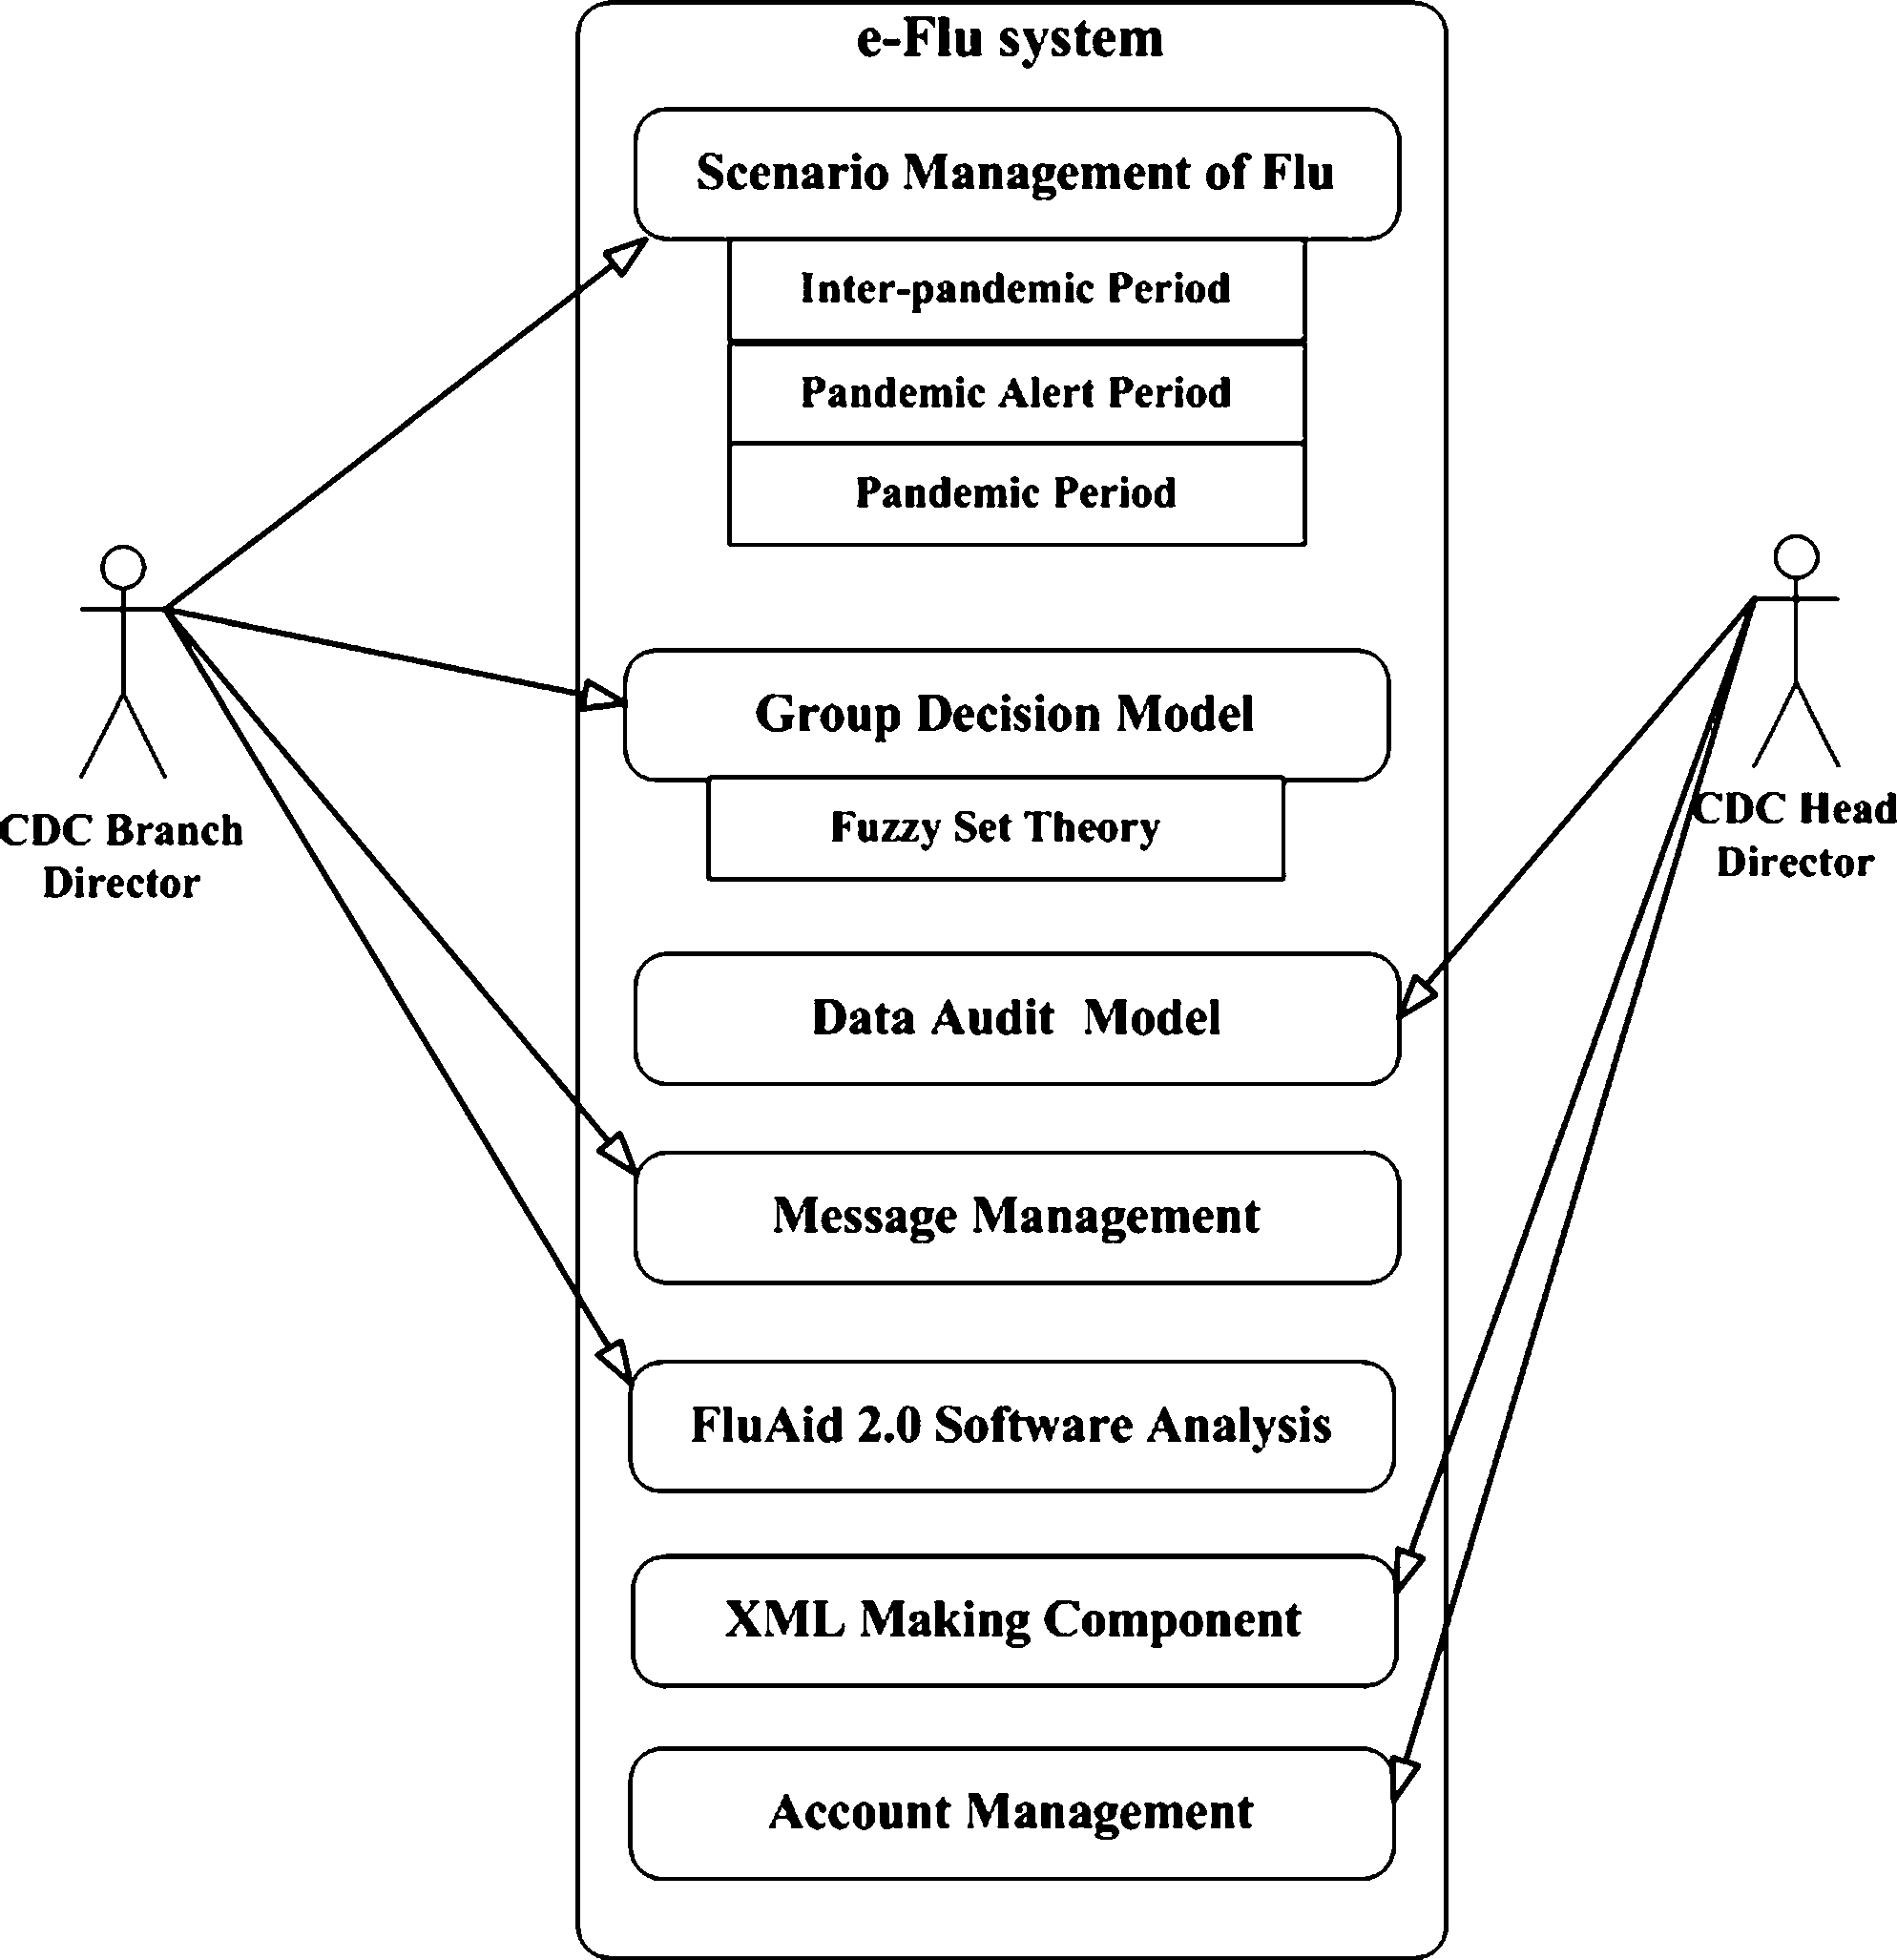 e-Flu system
Scenario Management of Flu
Inter-pandemic Period
Pandemic Alert Period
Pandemic Period
Group Decision Model
Fuzzy Set Theory
CDC Branch
Director
CDC Head
Director
Data Audit Model
Message Management
FluAid 2.0 Software Analysis
XML Making Component
Account Management